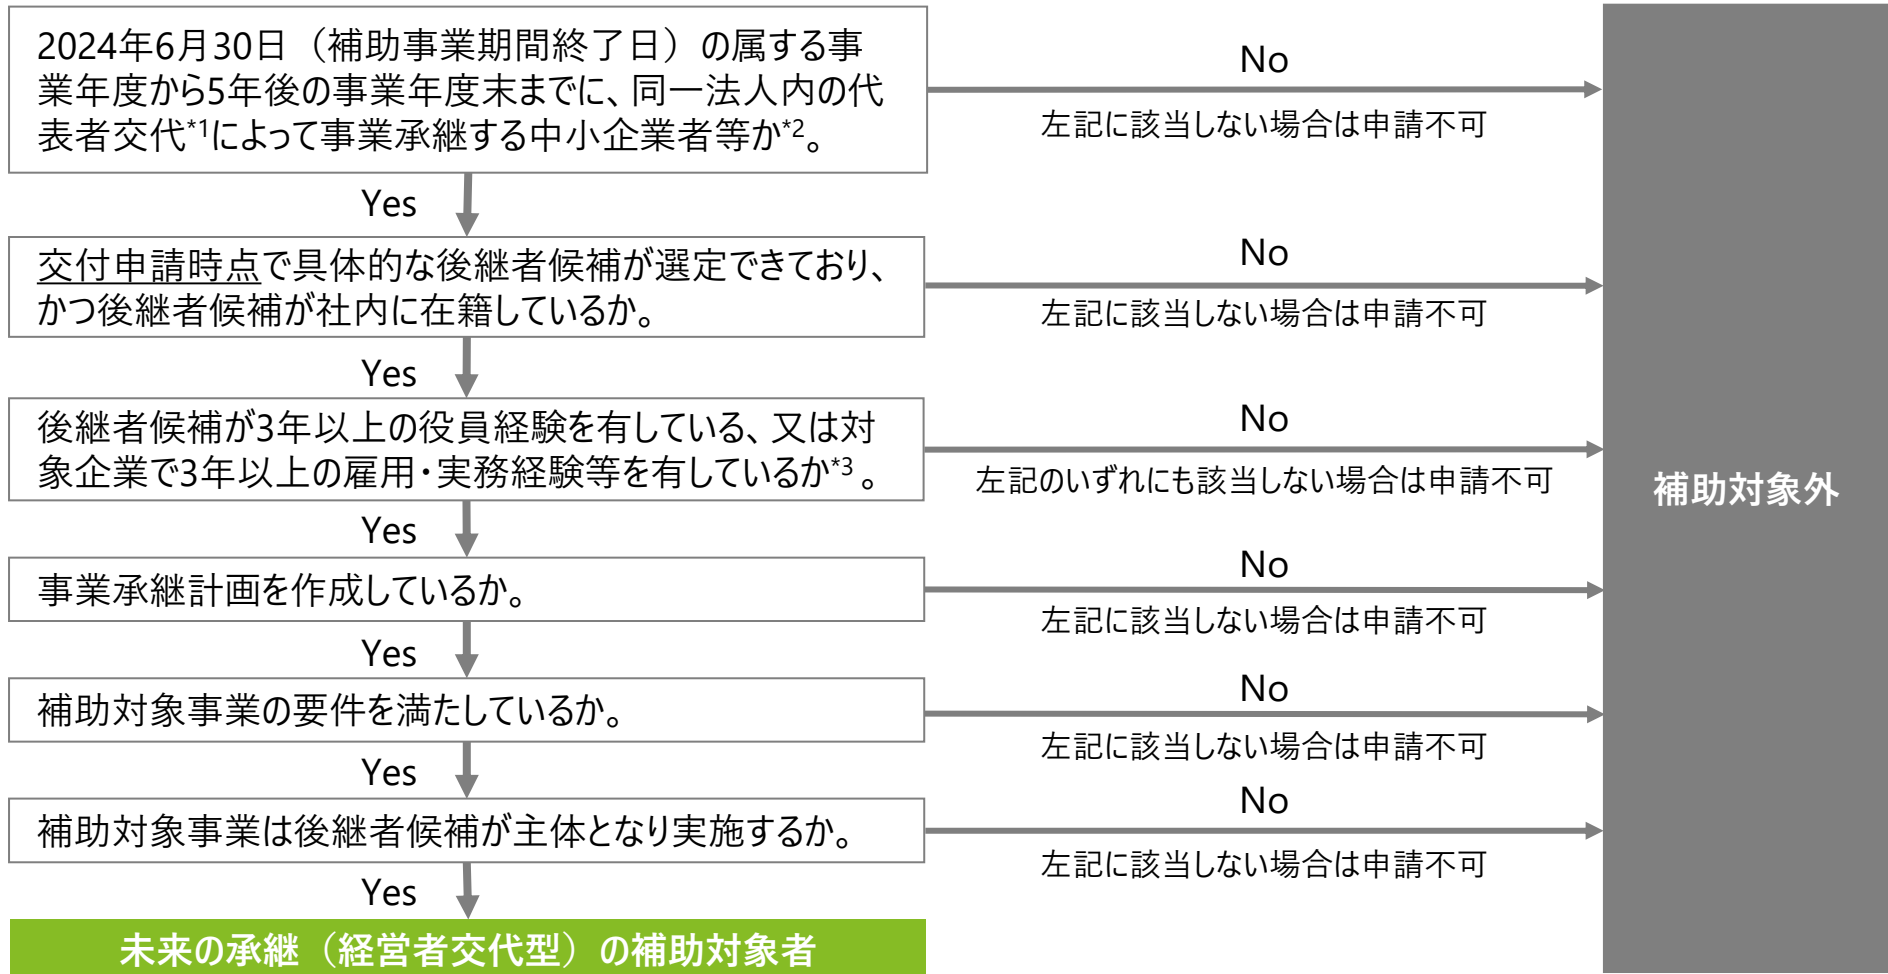 2024年6月30日（補助事業期間終了日）の属する事
業年度から5年後の事業年度末までに、同一法人内の代
表者交代*1によって事業承継する中小企業者等か*2。
No
左記に該当しない場合は申請不可
Yes
交付申請時点で具体的な後継者候補が選定できており、
かつ後継者候補が社内に在籍しているか。
No
左記に該当しない場合は申請不可
Yes
後継者候補が3年以上の役員経験を有している、又は対
象企業で3年以上の雇用・実務経験等を有しているか*3 。
No
左記のいずれにも該当しない場合は申請不可
補助対象外
Yes
事業承継計画を作成しているか。
No
左記に該当しない場合は申請不可
Yes
補助対象事業の要件を満たしているか。
No
左記に該当しない場合は申請不可
Yes
補助対象事業は後継者候補が主体となり実施するか。
No
左記に該当しない場合は申請不可
Yes
未来の承継（経営者交代型）の補助対象者